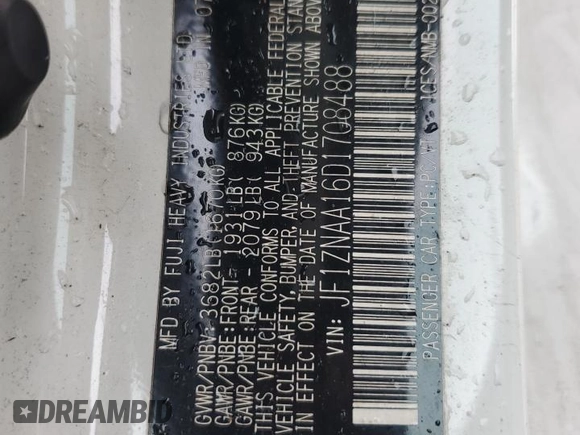 MFD BY FUJI HEAVY INDUSTRIES LTD.
GVWR/PNBV: 3682LB(1670KG)
GAWR/PNBE:FRONT- 1931LB( 876KG)
GAWR/PNBE:REAR - 2079LB( 943KG)
THIS VEHICLE CONFORMS TO ALL APPLICABLE FEDERAL
VEHICLE SAFETY,BUMPER, AND THEFT PREVENTION STAN
IN EFFECT ON THE DATE OF MANUFACTURE SHOWN ABOV
VIN: JF1ZNAA16D1708488
PASSENGER CAR TYPE:P
ICES/NMB-002
DREAMBID